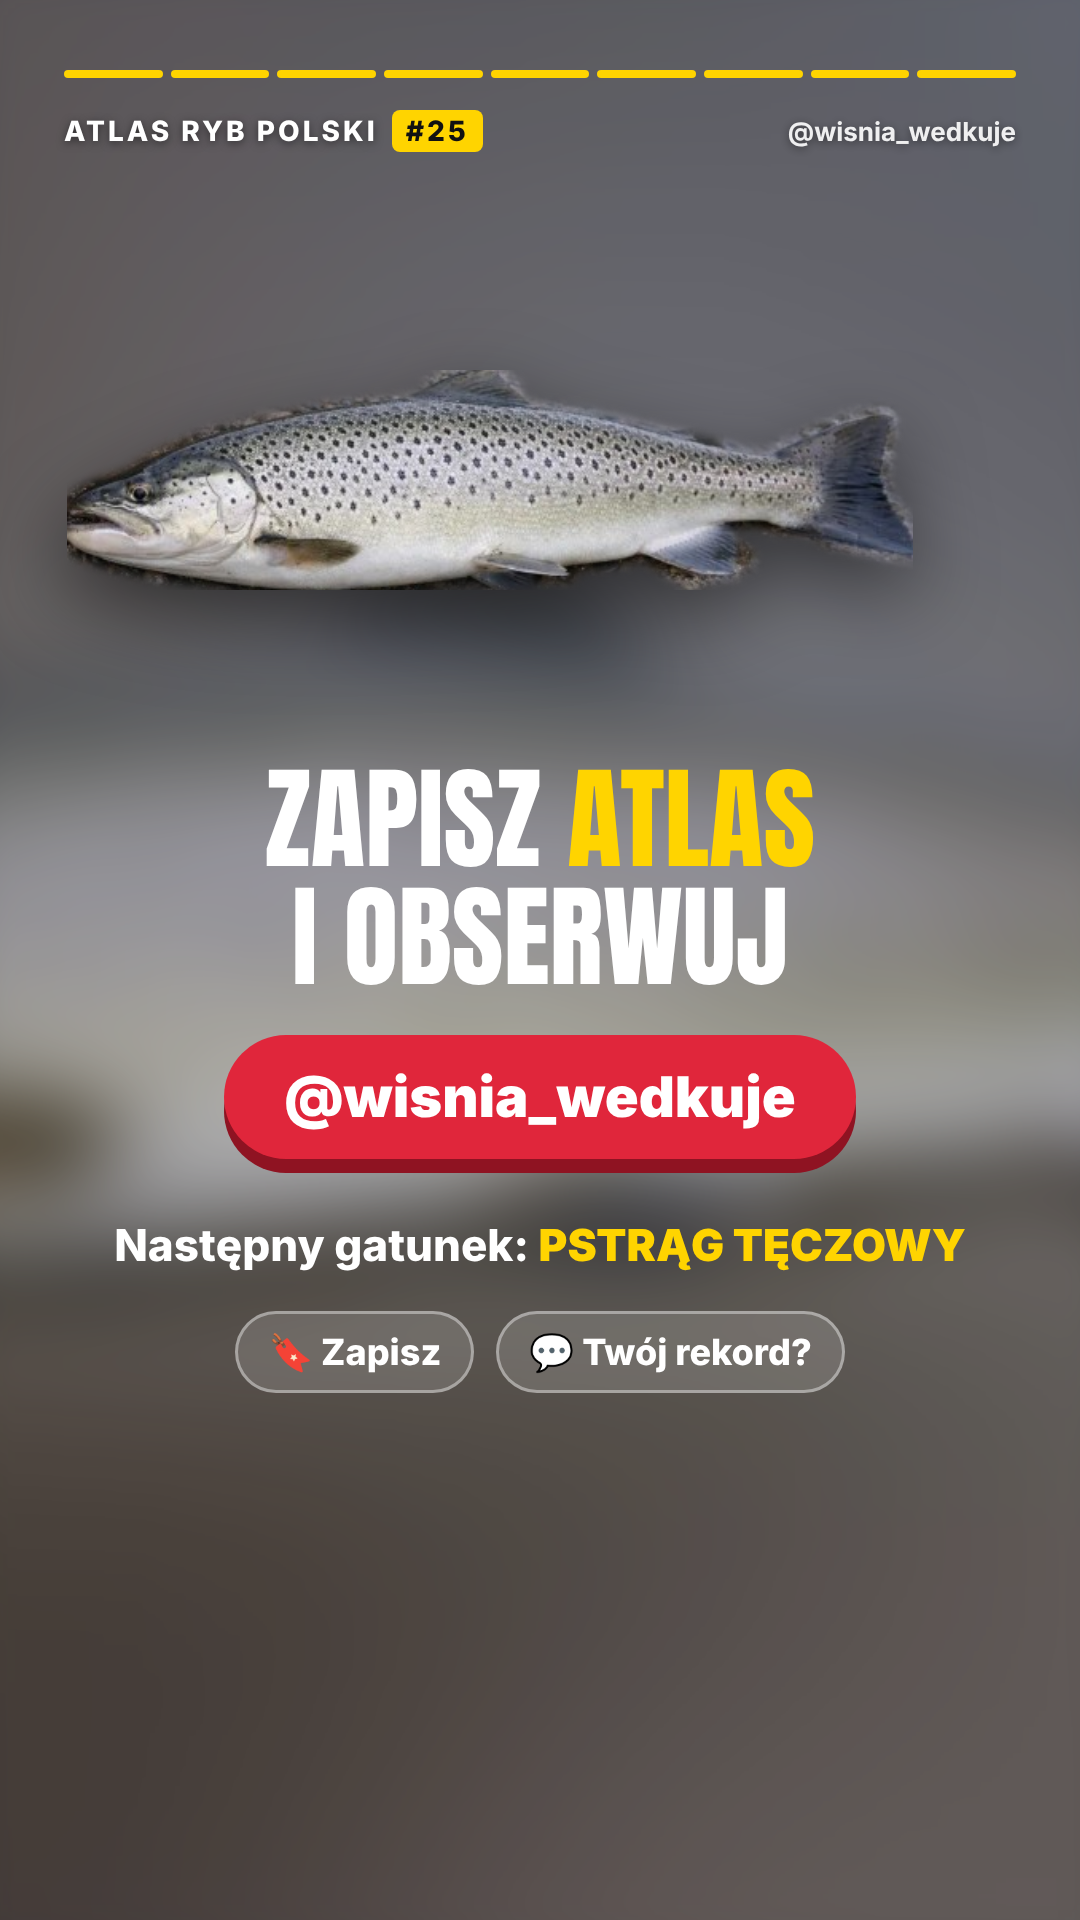 ATLAS RYB POLSKI #25
@wisnia_wedkuje
ZAPISZ ATLAS
I OBSERWUJ
@wisnia_wedkuje
Następny gatunek: PSTRĄG TĘCZOWY
🔖 Zapisz
💬 Twój rekord?